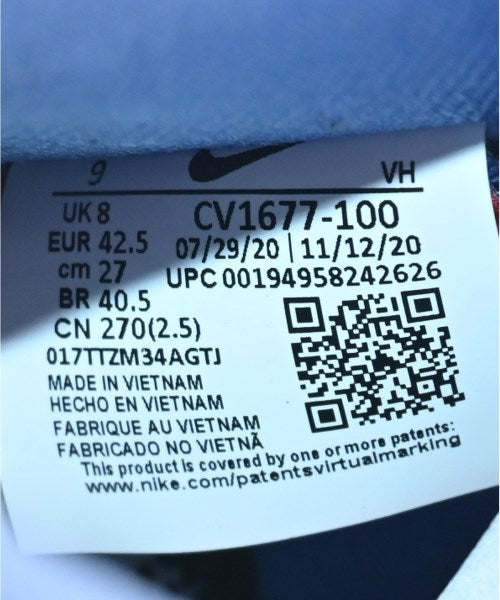 9 VH
UK 8 CV1677-100
EUR 42.5 07/29/20 | 11/12/20
cm 27 UPC 00194958242626
BR 40.5
CN 270(2.5)
017TTZM34AGTJ
MADE IN VIETNAM
HECHO EN VIETNAM
FABRIQUE AU VIETNAM
FABRICADO NO VIETNÃ
This product is covered by one or more patents:
www.nike.com/patentsvirtualmarking